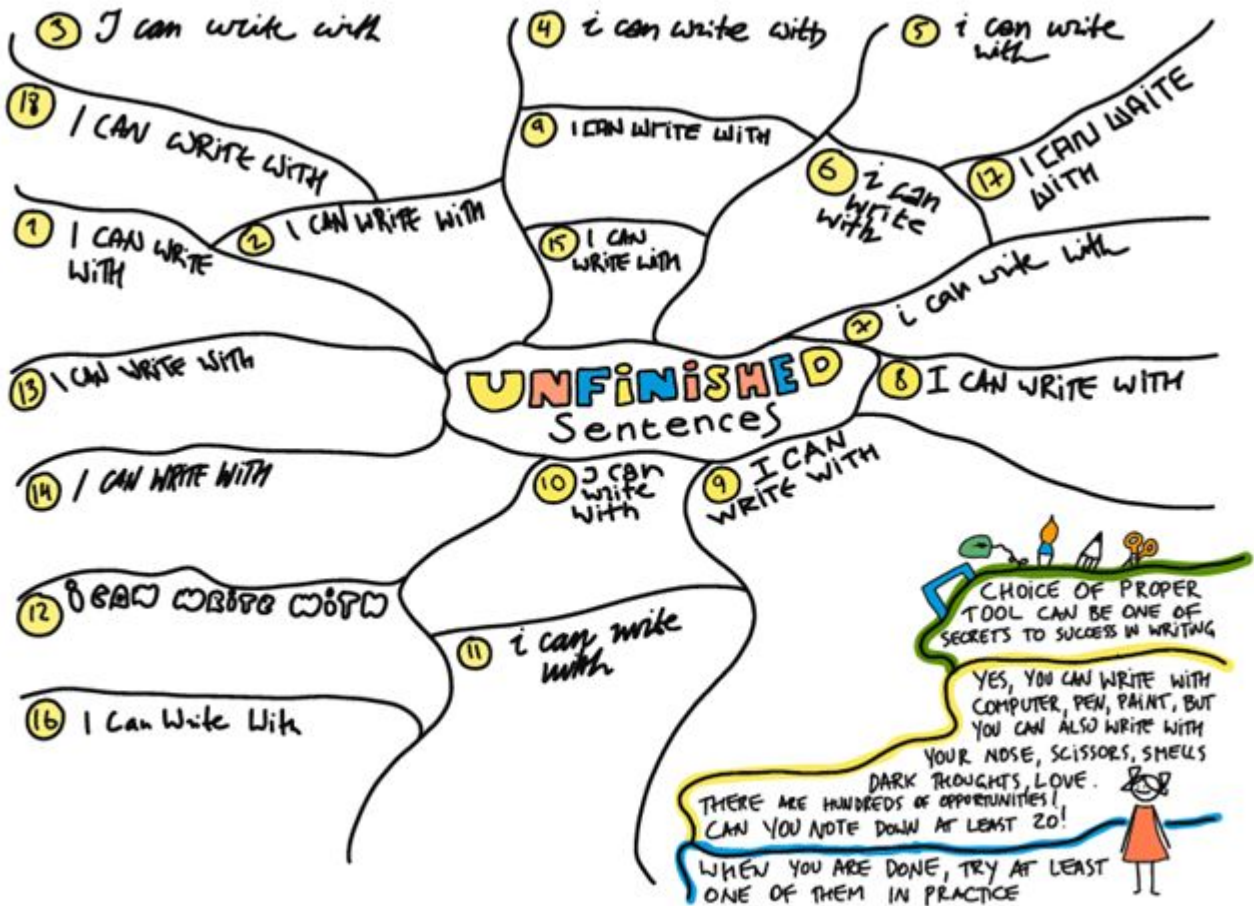 3 I can write with
4 i can write with
5 i can write
with
18 I CAN WRITE WITH
9 I CAN WRITE WITH
6 i can
write
with
17 I CAN WRITE
WITH
1 I CAN WRITE
WITH
2 I CAN WRITE WITH
15 I CAN
WRITE WITH
7 i can write with
13 I CAN WRITE WITH
UNFINISHED
Sentences
8 I CAN WRITE WITH
14 I CAN WRITE WITH
10 I can
write
with
9 I CAN
WRITE WITH
12 I CAN WRITE WITH
11 i can write
with
16 I Can Write With
CHOICE OF PROPER
TOOL CAN BE ONE OF
SECRETS TO SUCCESS IN WRITING
YES, YOU CAN WRITE WITH
COMPUTER, PEN, PAINT, BUT
YOU CAN ALSO WRITE WITH
YOUR NOSE, SCISSORS, SMELLS
DARK THOUGHTS, LOVE.
THERE ARE HUNDREDS OF OPPORTUNITIES!
CAN YOU NOTE DOWN AT LEAST 20!
WHEN YOU ARE DONE, TRY AT LEAST
ONE OF THEM IN PRACTICE